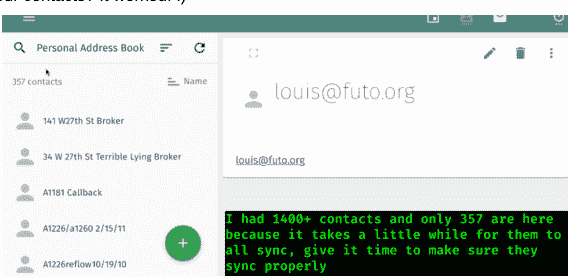 Personal Address Book
357 contacts
Name
141 W27th St Broker
34 W 27th St Terrible Lying Broker
A1181 Callback
A1226/a1260 2/15/11
A1226reflow10/19/10
louis@futo.org
louis@futo.org
I had 1400+ contacts and only 357 are here
because it takes a little while for them to
all sync, give it time to make sure they
sync properly